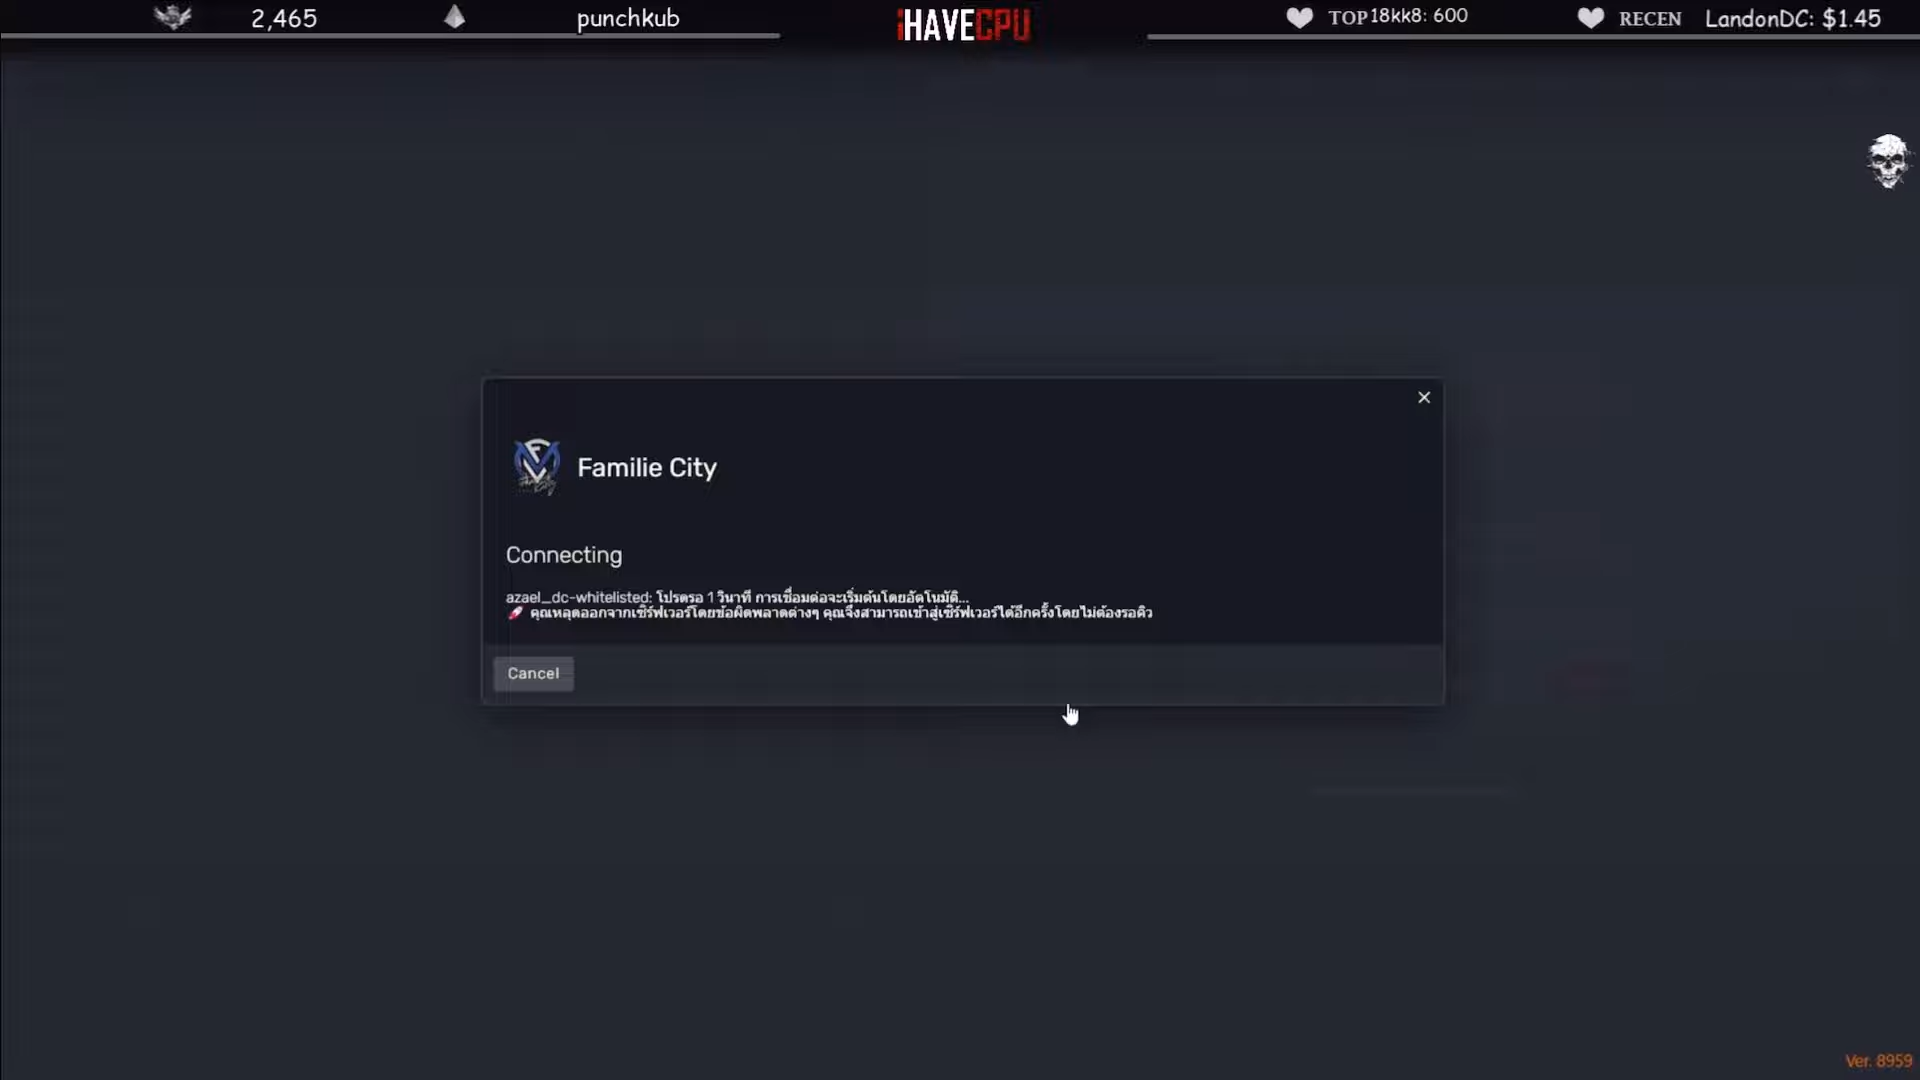 2,465
punchkub
iHAVECPU
TOP18kk8: 600
RECEN
LandonDC: $1.45
Familie City
Connecting
azael_dc-whitelisted: โปรดรอ 1 วินาที การเชื่อมต่อจะเริ่มต้นโดยอัตโนมัติ...
คุณหลุดออกจากเซิร์ฟเวอร์โดยข้อผิดพลาดต่างๆ คุณจึงสามารถเข้าสู่เซิร์ฟเวอร์ได้อีกครั้งโดยไม่ต้องรอคิว
Cancel
Ver. 8959